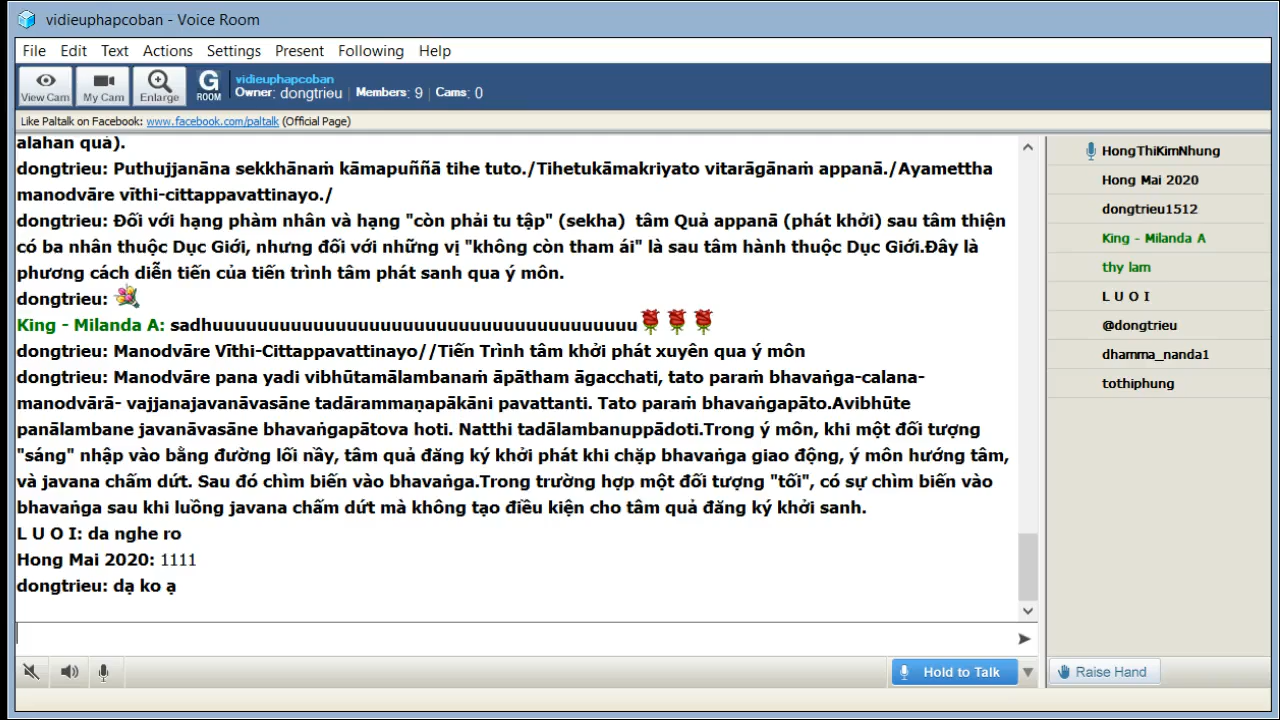 vidieuphapcoban - Voice Room
File Edit Text Actions Settings Present Following Help
View Cam My Cam Enlarge G ROOM
vidieuphapcoban
Owner: dongtrieu Members: 9 Cams: 0
Like Paltalk on Facebook: www.facebook.com/paltalk (Official Page)
alahan quả).
dongtrieu: Puthujjanāna sekkhānaṁ kāmapuññā tihe tuto./Tihetukāmakriyato vitarāgānaṁ appanā./Ayamettha
manodvāre vīthi-cittappavattinayo./
dongtrieu: Đối với hạng phàm nhân và hạng "còn phải tu tập" (sekha) tâm Quả appanā (phát khởi) sau tâm thiện
có ba nhân thuộc Dục Giới, nhưng đối với những vị "không còn tham ái" là sau tâm hành thuộc Dục Giới.Đây là
phương cách diễn tiến của tiến trình tâm phát sanh qua ý môn.
dongtrieu:
King - Milanda A: sadhuuuuuuuuuuuuuuuuuuuuuuuuuuuuuuuuuuuuuu
dongtrieu: Manodvāre Vīthi-Cittappavattinayo//Tiến Trình tâm khởi phát xuyên qua ý môn
dongtrieu: Manodvāre pana yadi vibhūtamālambanaṁ āpātham āgacchati, tato paraṁ bhavaṅga-calana-
manodvārā- vajjanajavanāvasāne tadārammaṇapākāni pavattanti. Tato paraṁ bhavaṅgapāto.Avibhūte
panālambane javanāvasāne bhavaṅgapātova hoti. Natthi tadālambanuppādoti.Trong ý môn, khi một đối tượng
"sáng" nhập vào bằng đường lối nầy, tâm quả đăng ký khởi phát khi chặp bhavaṅga giao động, ý môn hướng tâm,
và javana chấm dứt. Sau đó chìm biến vào bhavaṅga.Trong trường hợp một đối tượng "tối", có sự chìm biến vào
bhavaṅga sau khi luồng javana chấm dứt mà không tạo điều kiện cho tâm quả đăng ký khởi sanh.
L U O I: da nghe ro
Hong Mai 2020: 1111
dongtrieu: dạ ko ạ
Hold to Talk
HongThiKimNhung
Hong Mai 2020
dongtrieu1512
King - Milanda A
thy lam
L U O I
@dongtrieu
dhamma_nanda1
tothiphung
Raise Hand